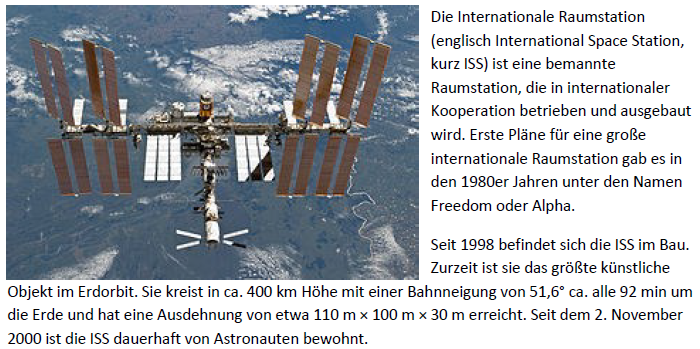 Die Internationale Raumstation
(englisch International Space Station,
kurz ISS) ist eine bemannte
Raumstation, die in internationaler
Kooperation betrieben und ausgebaut
wird. Erste Pläne für eine große
internationale Raumstation gab es in
den 1980er Jahren unter den Namen
Freedom oder Alpha.
Seit 1998 befindet sich die ISS im Bau.
Zurzeit ist sie das größte künstliche
Objekt im Erdorbit. Sie kreist in ca. 400 km Höhe mit einer Bahnneigung von 51,6° ca. alle 92 min um
die Erde und hat eine Ausdehnung von etwa 110 m × 100 m × 30 m erreicht. Seit dem 2. November
2000 ist die ISS dauerhaft von Astronauten bewohnt.